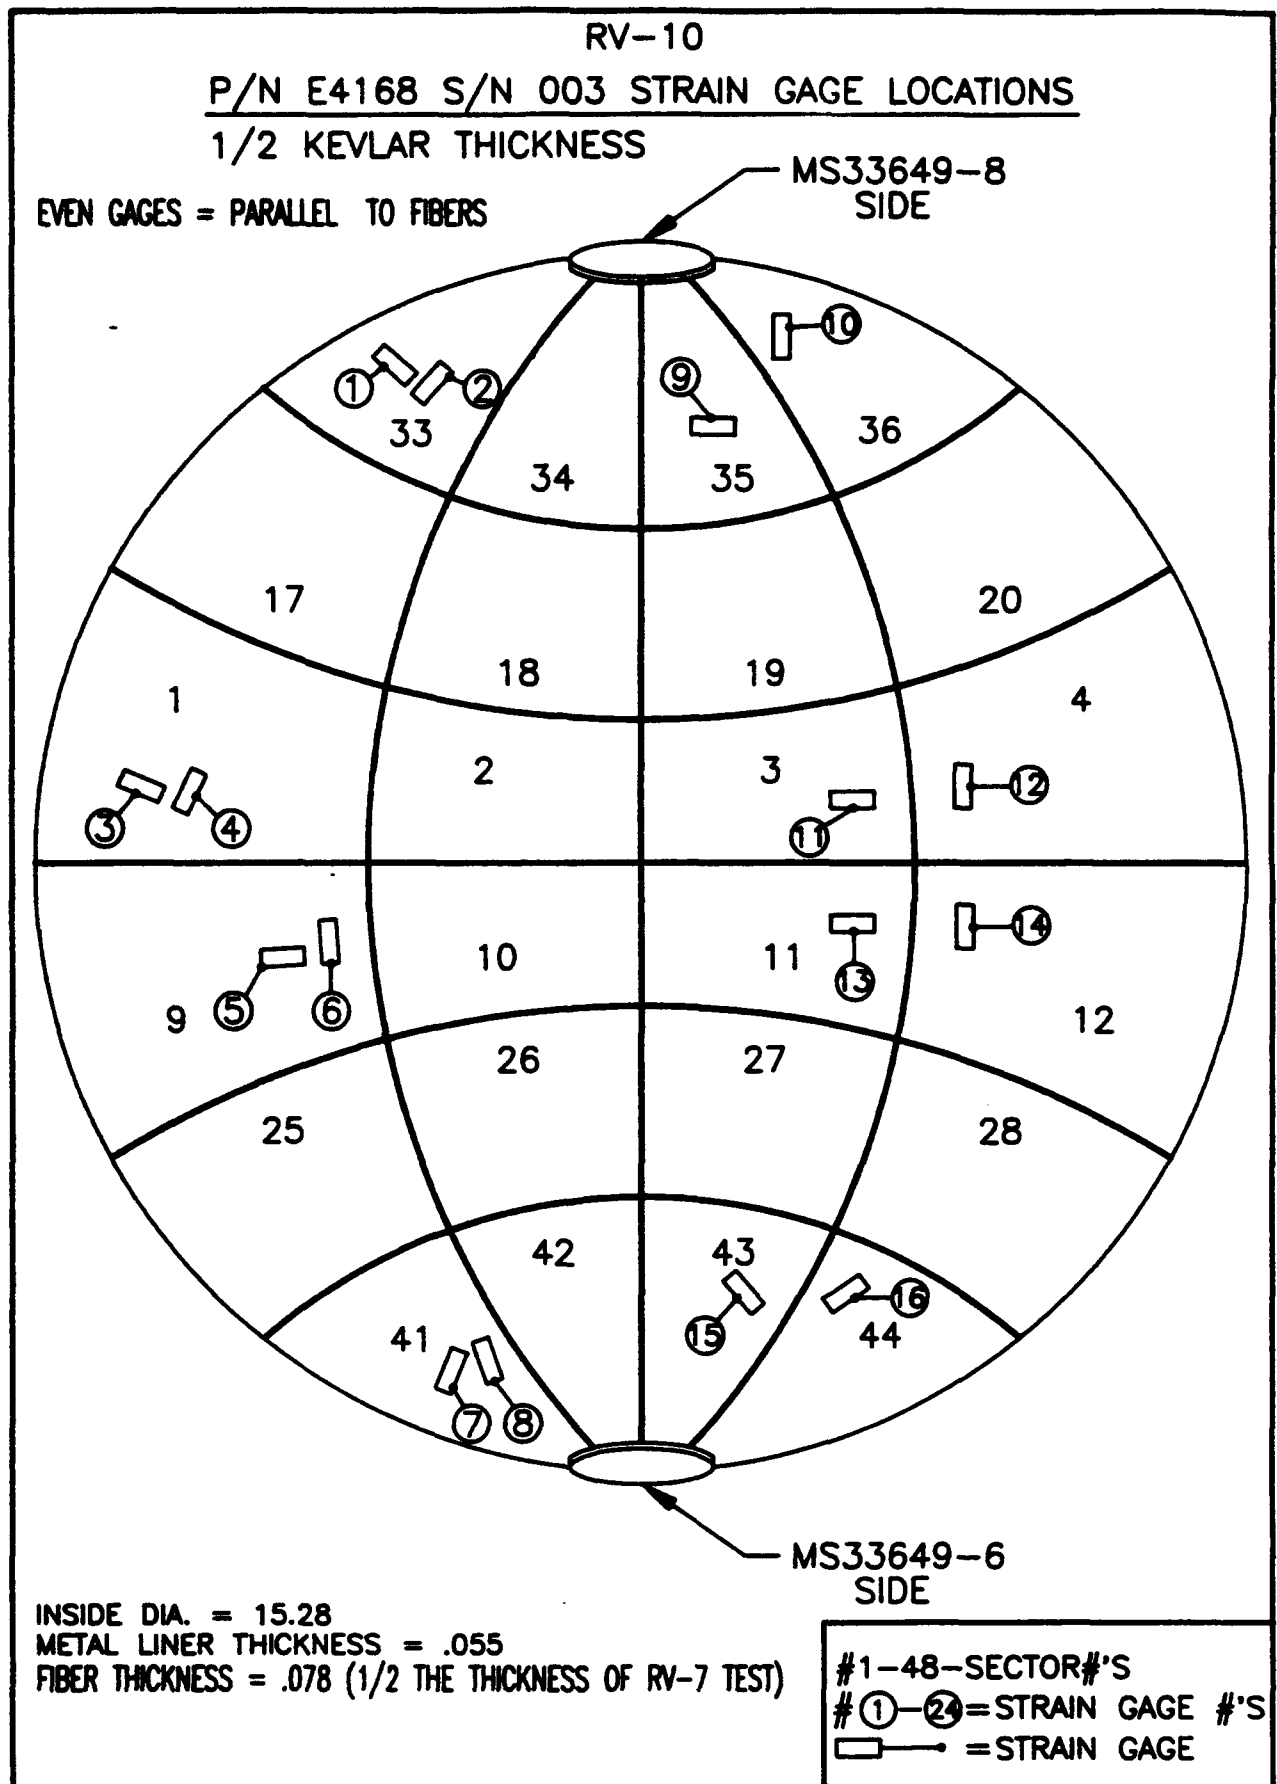 RV-10
P/N E4168 S/N 003 STRAIN GAGE LOCATIONS
1/2 KEVLAR THICKNESS
MS33649-8
SIDE
EVEN GAGES = PARALLEL TO FIBERS
10
1
2
9
33
36
34
35
17
20
18
19
1
4
2
3
12
3
4
11
14
10
11
13
5
6
9
12
26
27
25
28
42
43
16
15
41
44
7
8
MS33649-6
SIDE
INSIDE DIA. = 15.28
METAL LINER THICKNESS = .055
FIBER THICKNESS = .078 (1/2 THE THICKNESS OF RV-7 TEST)
#1-48-SECTOR#'S
# 1-24=STRAIN GAGE #'S
=STRAIN GAGE